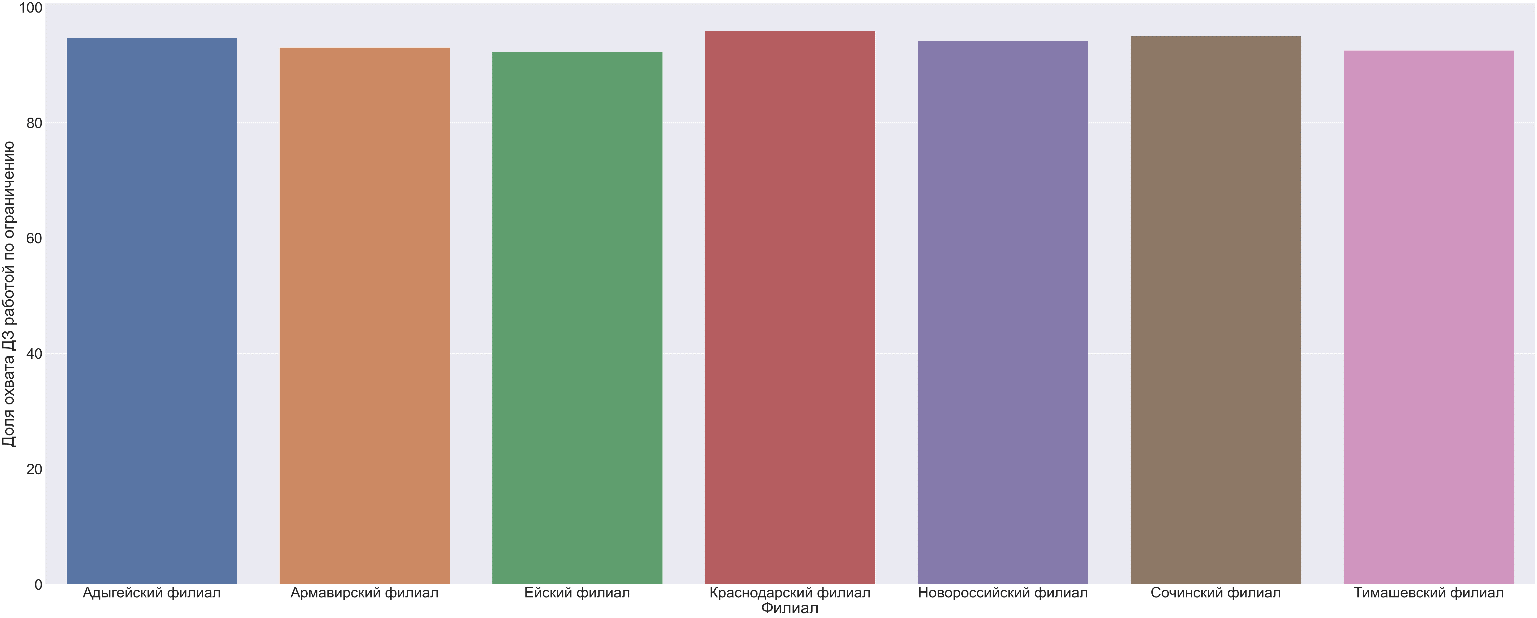 Доля охвата ДЗ работой по ограничению
100
80
60
40
20
0
Адыгейский филиал
Армавирский филиал
Ейский филиал
Краснодарский филиал
Новороссийский филиал
Сочинский филиал
Тимашевский филиал
Филиал